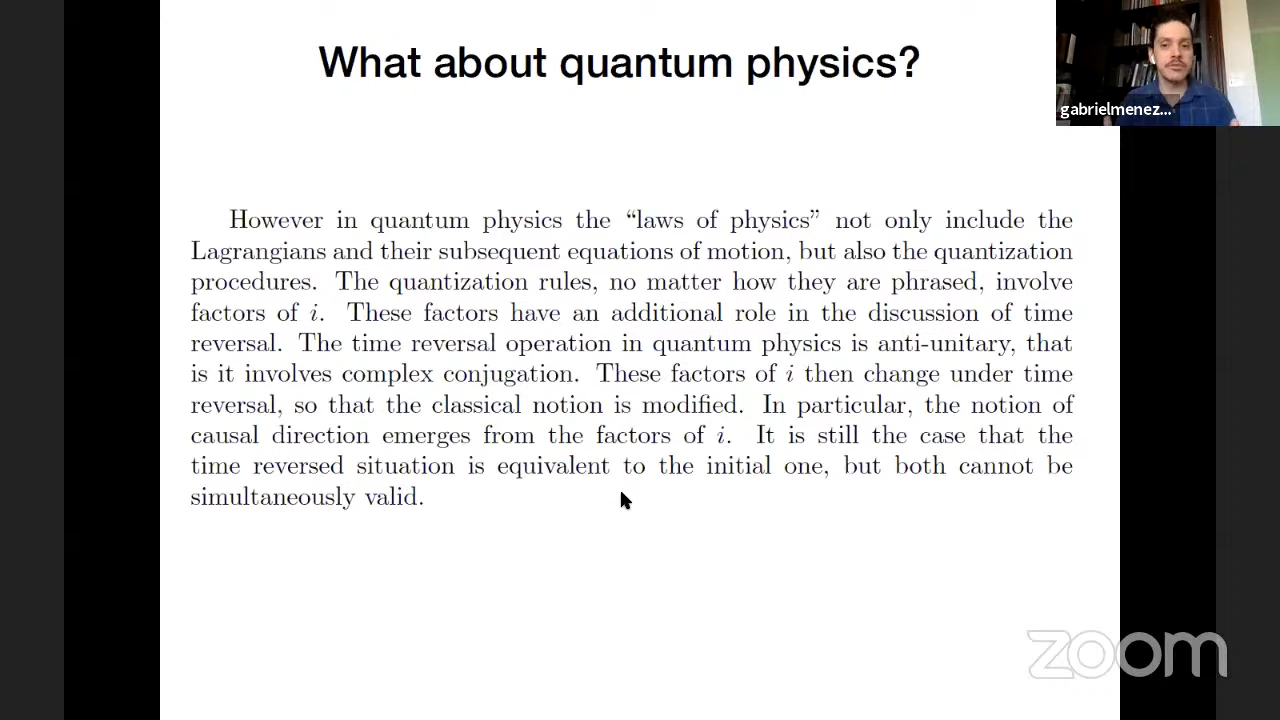 What about quantum physics?
gabrielmenez...
However in quantum physics the “laws of physics” not only include the
Lagrangians and their subsequent equations of motion, but also the quantization
procedures. The quantization rules, no matter how they are phrased, involve
factors of i. These factors have an additional role in the discussion of time
reversal. The time reversal operation in quantum physics is anti-unitary, that
is it involves complex conjugation. These factors of i then change under time
reversal, so that the classical notion is modified. In particular, the notion of
causal direction emerges from the factors of i. It is still the case that the
time reversed situation is equivalent to the initial one, but both cannot be
simultaneously valid.
zoom